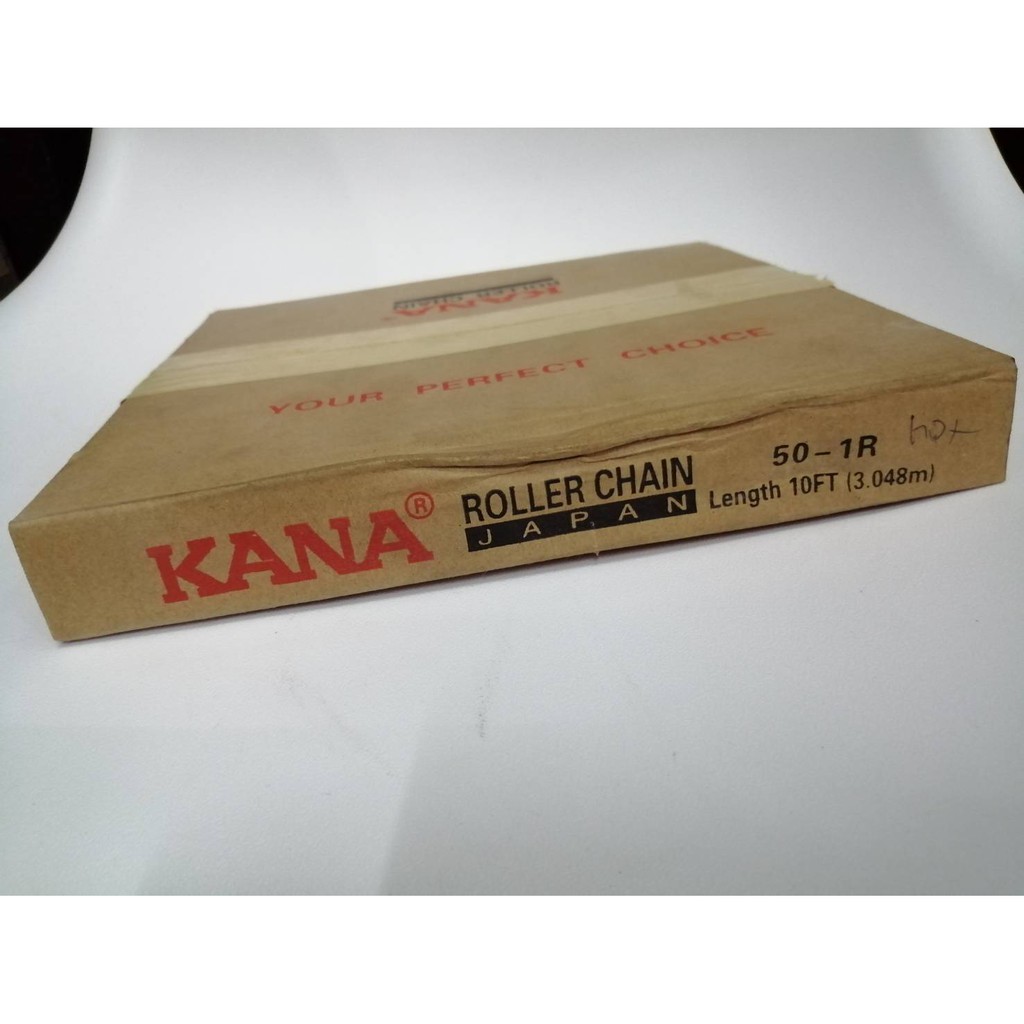 KANA®
ROLLER CHAIN
YOUR PERFECT CHOICE
KANA®
ROLLER CHAIN
JAPAN
50-1R
Length 10FT (3.048m)